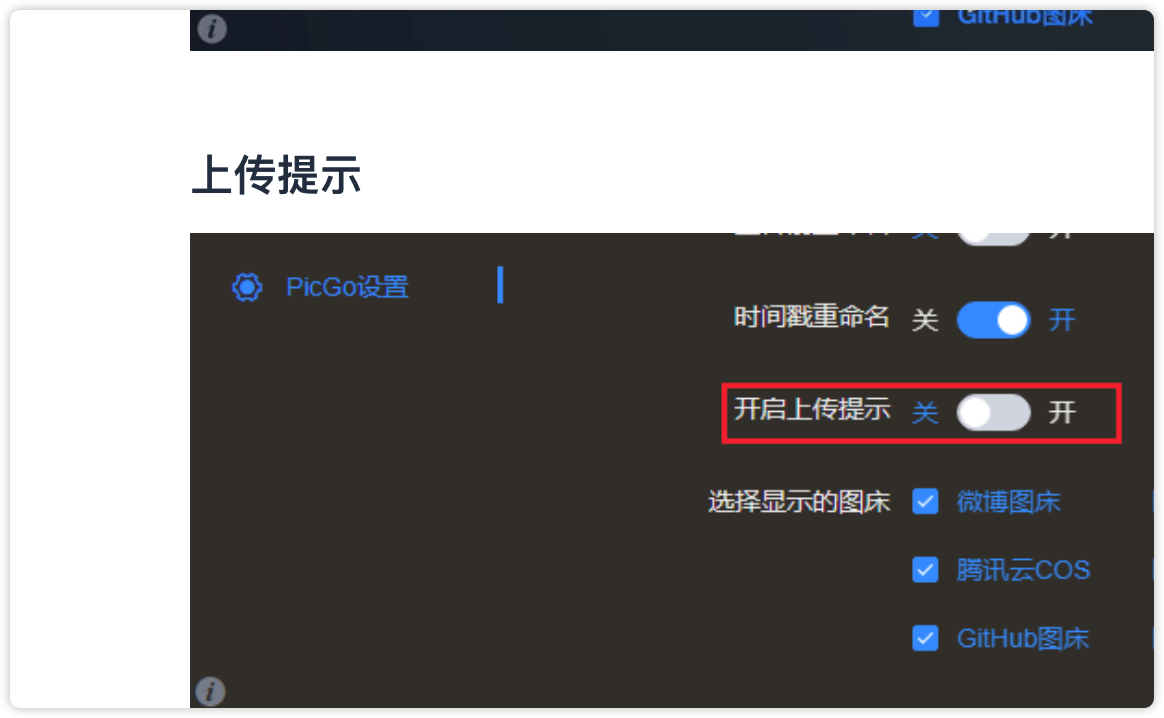 GitHub图床
上传提示
PicGo设置
时间戳重命名 关 开
开启上传提示 关 开
选择显示的图床 微博图床
腾讯云COS
GitHub图床